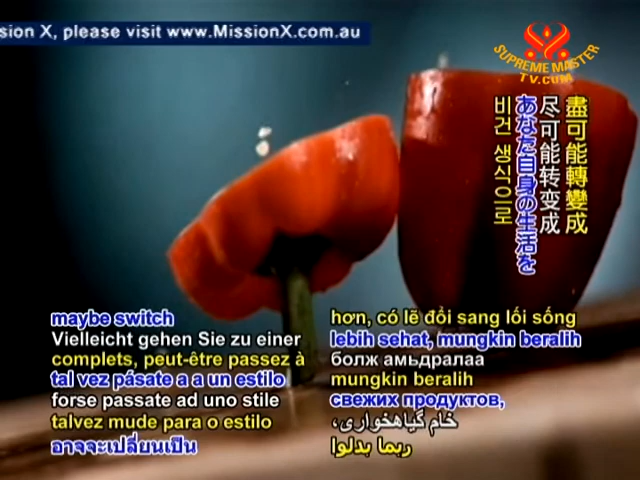 sion X, please visit www.MissionX.com.au
SUPREME MASTER
TV.COM
盡可能轉變成
尽可能转变成
あなた自身の生活を
비건 생식으로
maybe switch
Vielleicht gehen Sie zu einer
complets, peut-être passez à
tal vez pásate a a un estilo
forse passate ad uno stile
talvez mude para o estilo
อาจจะเปลี่ยนเป็น
hơn, có lẽ đổi sang lối sống
lebih sehat, mungkin beralih
болж амьдралаа
mungkin beralih
свежих продуктов,
خام گیاهخواری،
ربما بدلوا